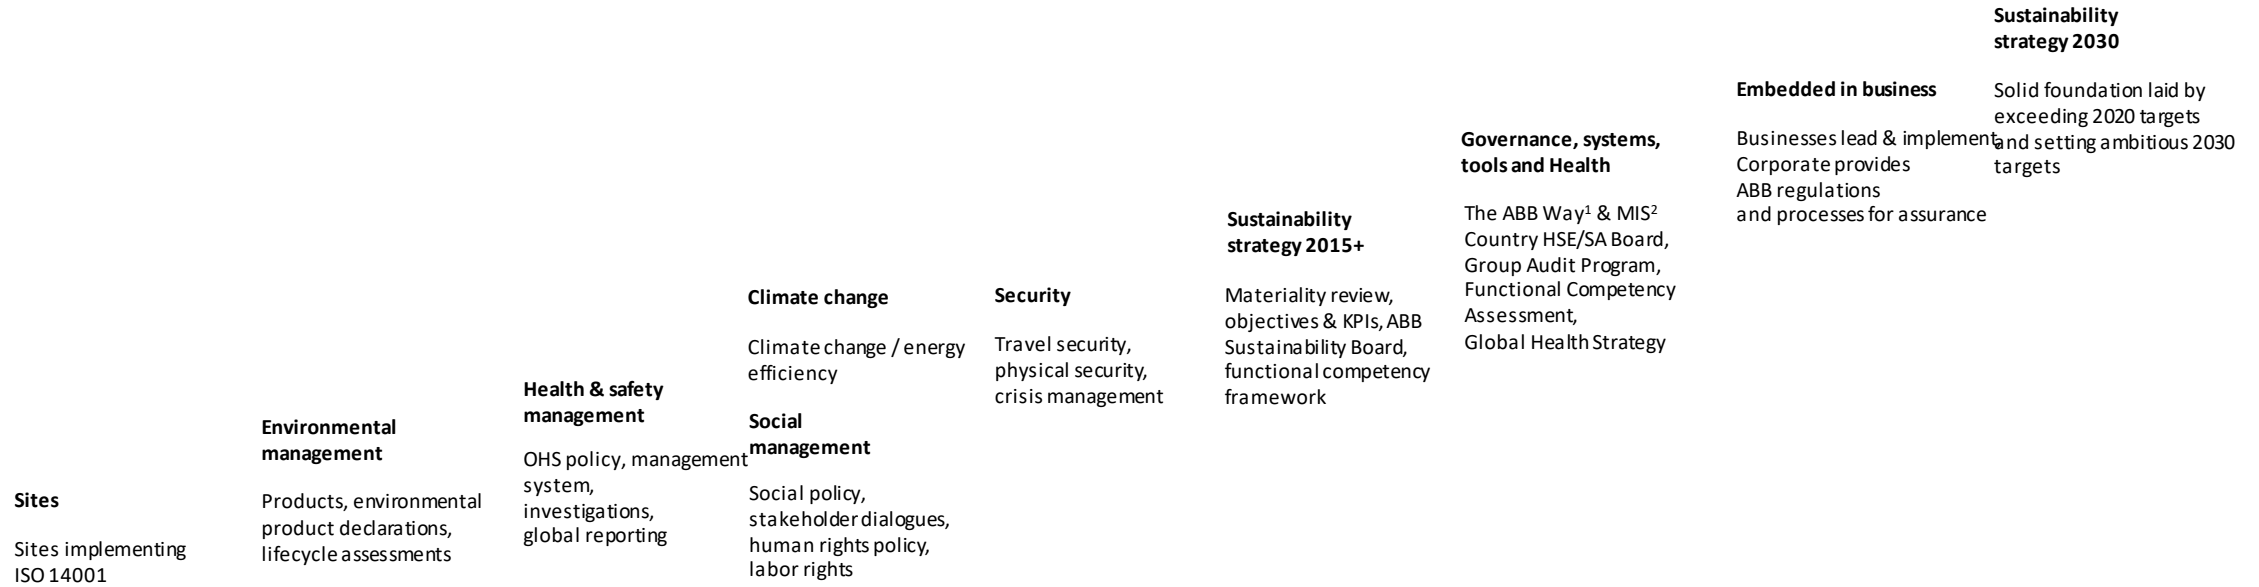 Sites
Sites implementing
ISO 14001
Environmental
management
Products, environmental
product declarations,
lifecycle assessments
Health & safety
management
OHS policy, management
system,
investigations,
global reporting
Climate change
Climate change / energy
efficiency
Social
management
Social policy,
stakeholder dialogues,
human rights policy,
labor rights
Security
Travel security,
physical security,
crisis management
Sustainability
strategy 2015+
Materiality review,
objectives & KPIs, ABB
Sustainability Board,
functional competency
framework
Governance, systems,
tools and Health
The ABB Way¹ & MIS²
Country HSE/SA Board,
Group Audit Program,
Functional Competency
Assessment,
Global Health Strategy
Embedded in business
Businesses lead & implement,
Corporate provides
ABB regulations
and processes for assurance
Sustainability
strategy 2030
Solid foundation laid by
exceeding 2020 targets
and setting ambitious 2030
targets